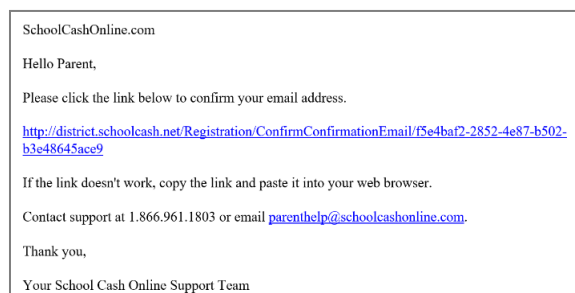 SchoolCashOnline.com
Hello Parent,
Please click the link below to confirm your email address.
http://district.schoolcash.net/Registration/ConfirmConfirmationEmail/f5e4baf2-2852-4e87-b502-
b3e48645ace9
If the link doesn't work, copy the link and paste it into your web browser.
Contact support at 1.866.961.1803 or email parenthelp@schoolcashonline.com.
Thank you,
Your School Cash Online Support Team